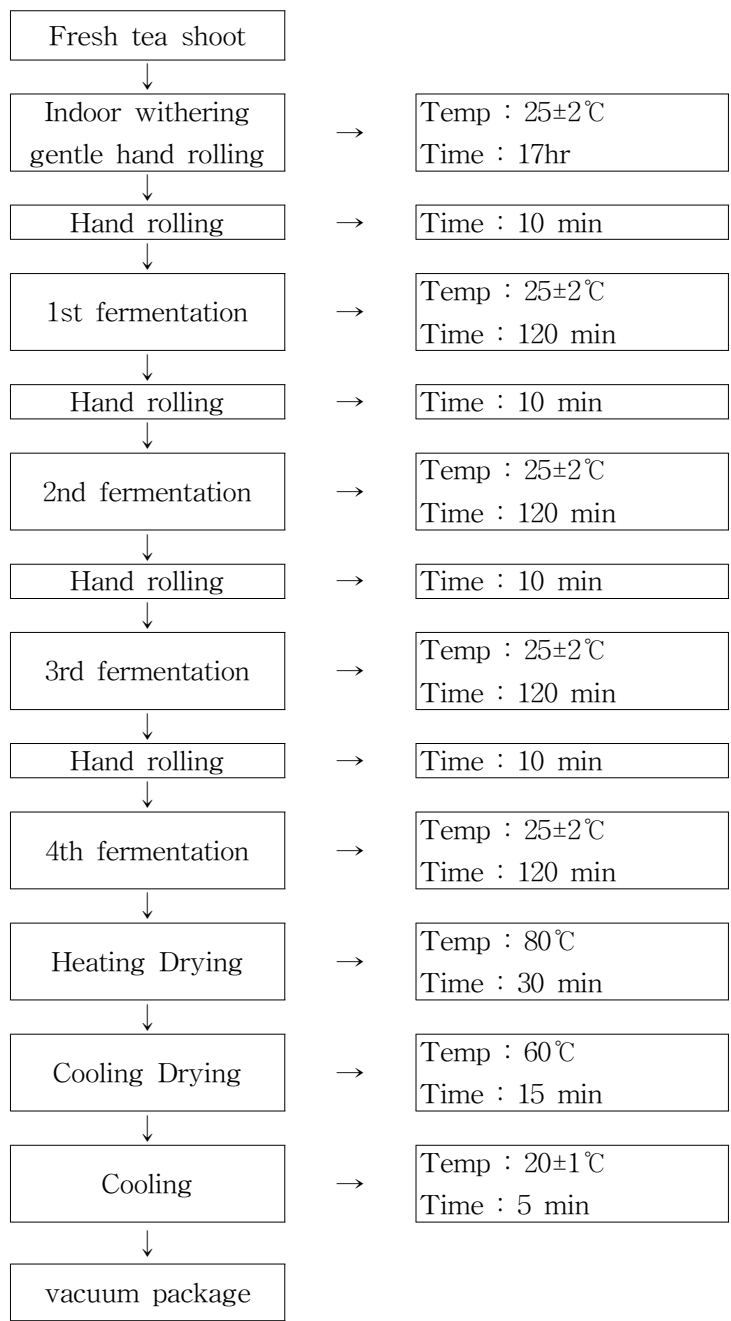 Fresh tea shoot
↓
Indoor withering
gentle hand rolling
→
Temp : 25±2℃
Time : 17hr
↓
Hand rolling
→
Time : 10 min
↓
1st fermentation
→
Temp : 25±2℃
Time : 120 min
↓
Hand rolling
→
Time : 10 min
↓
2nd fermentation
→
Temp : 25±2℃
Time : 120 min
↓
Hand rolling
→
Time : 10 min
↓
3rd fermentation
→
Temp : 25±2℃
Time : 120 min
↓
Hand rolling
→
Time : 10 min
↓
4th fermentation
→
Temp : 25±2℃
Time : 120 min
↓
Heating Drying
→
Temp : 80℃
Time : 30 min
↓
Cooling Drying
→
Temp : 60℃
Time : 15 min
↓
Cooling
→
Temp : 20±1℃
Time : 5 min
↓
vacuum package